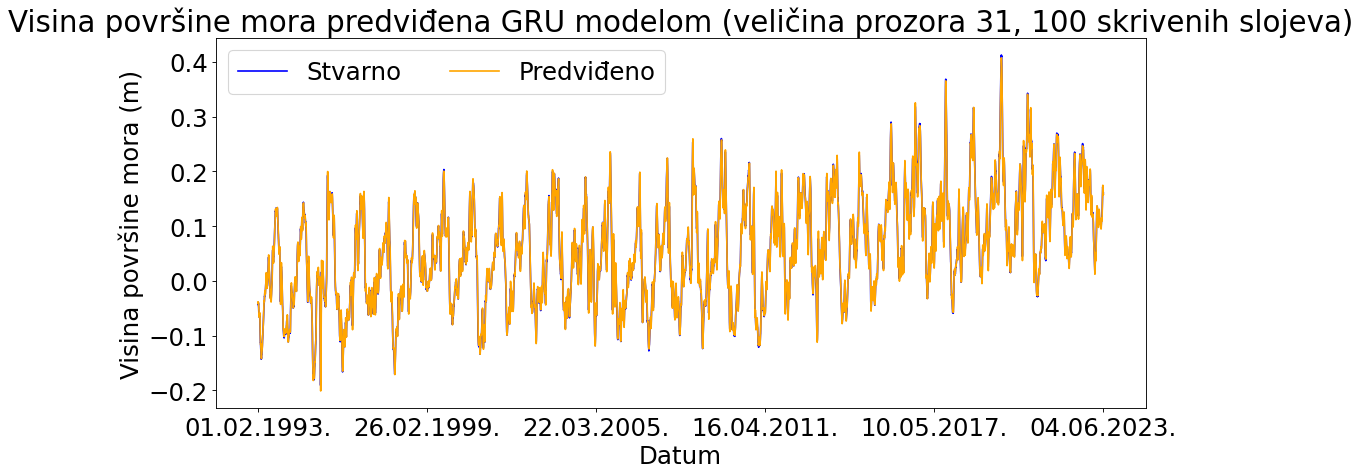 Visina površine mora predviđena GRU modelom (veličina prozora 31, 100 skrivenih slojeva)
Stvarno Predviđeno
Visina površine mora (m)
0.4
0.3
0.2
0.1
0.0
−0.1
−0.2
01.02.1993. 26.02.1999. 22.03.2005. 16.04.2011. 10.05.2017. 04.06.2023.
Datum